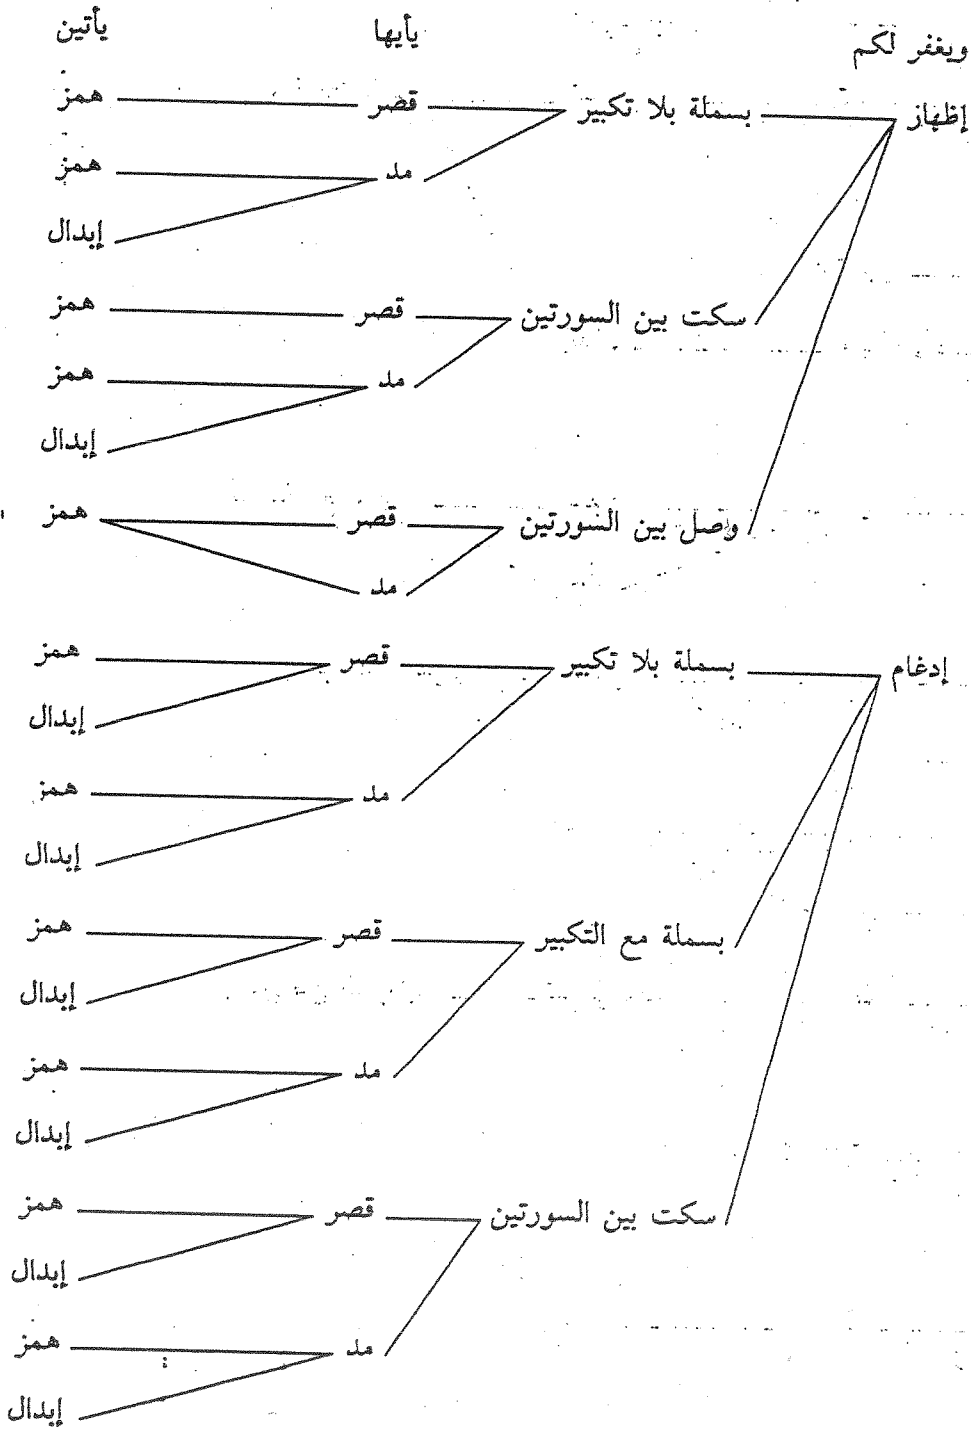 ويغفر لكم يأيها يأتين
إظهار بسملة بلا تكبير قصر همز
مد همز
إبدال
سكت بين السورتين قصر همز
مد همز
إبدال
وصل بين السورتين قصر همز
مد
إدغام بسملة بلا تكبير قصر همز
إبدال
مد همز
إبدال
بسملة مع التكبير قصر همز
إبدال
مد همز
إبدال
سكت بين السورتين قصر همز
إبدال
مد همز
إبدال